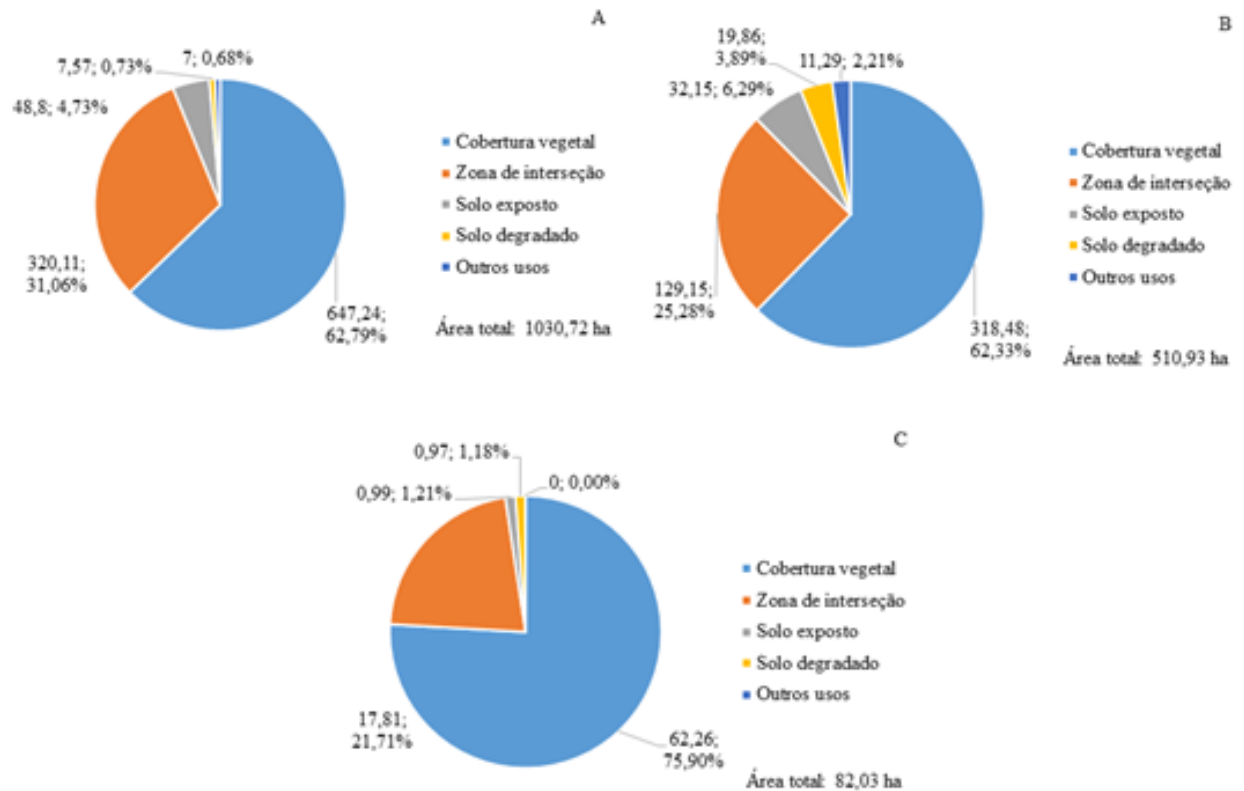 A
7; 0,68%
7,57; 0,73%
48,8; 4,73%
320,11;
31,06%
647,24;
62,79%
Cobertura vegetal
Zona de interseção
Solo exposto
Solo degradado
Outros usos
Área total: 1030,72 ha
B
19,86;
3,89%
11,29; 2,21%
32,15; 6,29%
129,15;
25,28%
318,48;
62,33%
Cobertura vegetal
Zona de interseção
Solo exposto
Solo degradado
Outros usos
Área total: 510,93 ha
C
0,97; 1,18%
0; 0,00%
0,99; 1,21%
17,81;
21,71%
62,26;
75,90%
Cobertura vegetal
Zona de interseção
Solo exposto
Solo degradado
Outros usos
Área total: 82,03 ha